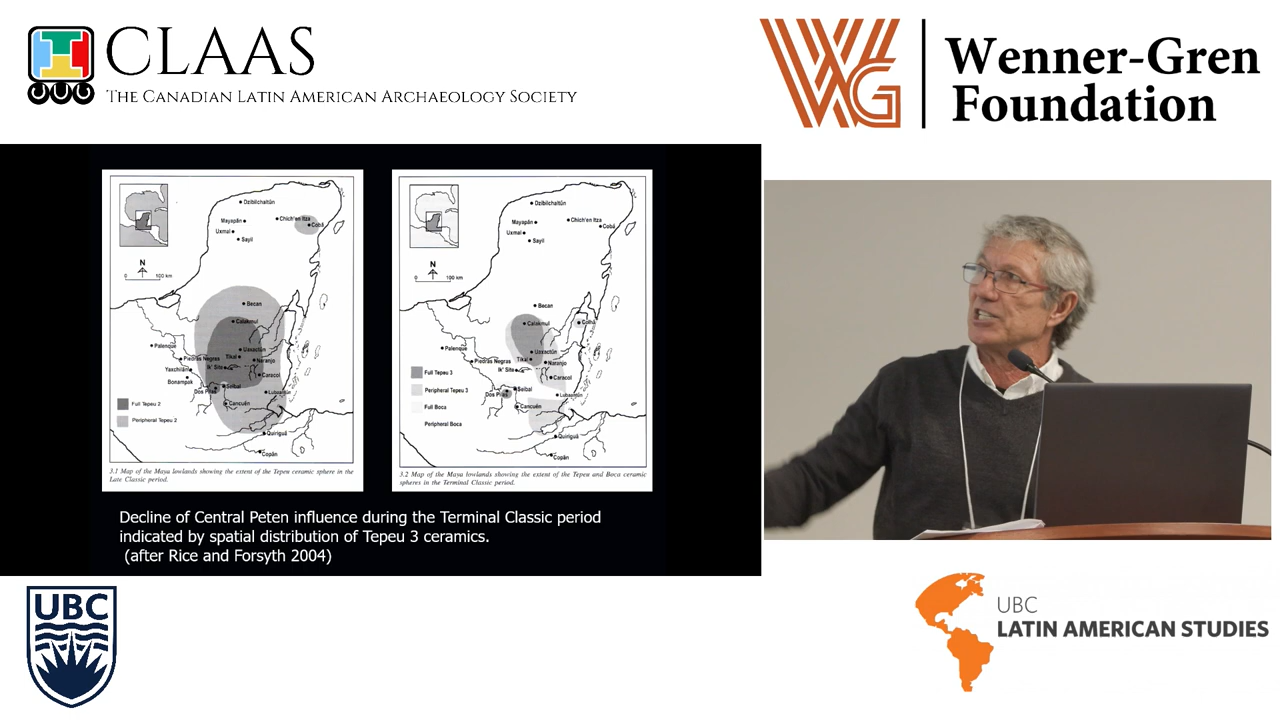 CLAAS
THE CANADIAN LATIN AMERICAN ARCHAEOLOGY SOCIETY
WG
Wenner-Gren
Foundation
Dzibilchaltún
Mayapán
Chich'en Itza
Cobá
Uxmal
Sayil
N
0 100 km
Becan
Calakmul
Palenque
Uaxactún
Tikal
Piedras Negras
Naranjo
Yaxchilán
Ik' Site
Caracol
Bonampak
Dos Pilas
Seibal
Lubaantún
Cancuén
Full Tepeu 2
Peripheral Tepeu 2
Quiriguá
Copán
3.1 Map of the Maya lowlands showing the extent of the Tepeu ceramic sphere in the
Late Classic period.
Dzibilchaltún
Mayapán
Chich'en Itza
Cobá
Uxmal
Sayil
N
0 100 km
Becan
Calakmul
Colha
Palenque
Uaxactún
Tikal
Piedras Negras
Naranjo
Ik' Site
Caracol
Full Tepeu 3
Peripheral Tepeu 3
Dos Pilas
Seibal
Lubaantún
Full Boca
Cancuén
Peripheral Boca
Quiriguá
Copán
3.2 Map of the Maya lowlands showing the extent of the Tepeu and Boca ceramic
spheres in the Terminal Classic period.
Decline of Central Peten influence during the Terminal Classic period
indicated by spatial distribution of Tepeu 3 ceramics.
(after Rice and Forsyth 2004)
UBC
UBC
LATIN AMERICAN STUDIES